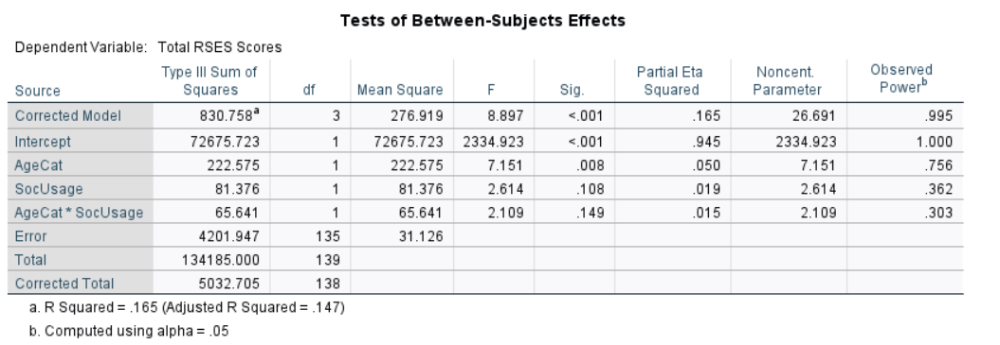 Tests of Between-Subjects Effects
Dependent Variable: Total RSES Scores
Source Type III Sum of Squares df Mean Square F Sig. Partial Eta Squared Noncent. Parameter Observed Power^b
Corrected Model 830.758^a 3 276.919 8.897 <.001 .165 26.691 .995
Intercept 72675.723 1 72675.723 2334.923 <.001 .945 2334.923 1.000
AgeCat 222.575 1 222.575 7.151 .008 .050 7.151 .756
SocUsage 81.376 1 81.376 2.614 .108 .019 2.614 .362
AgeCat * SocUsage 65.641 1 65.641 2.109 .149 .015 2.109 .303
Error 4201.947 135 31.126
Total 134185.000 139
Corrected Total 5032.705 138
a. R Squared = .165 (Adjusted R Squared = .147)
b. Computed using alpha = .05